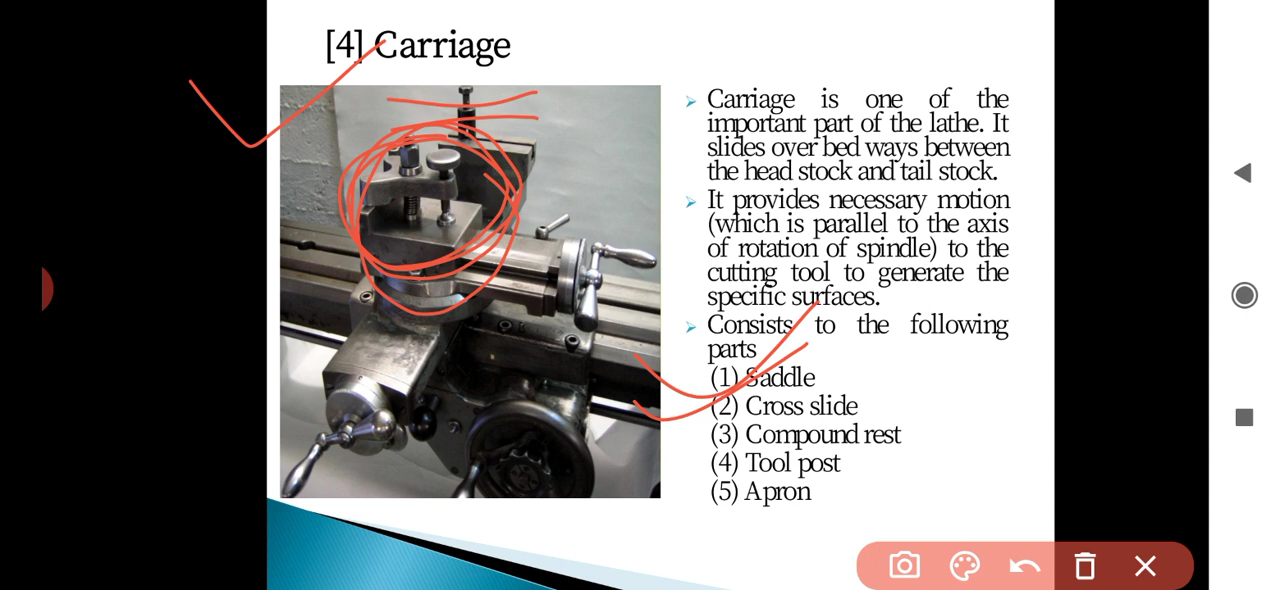 [4] Carriage
Carriage is one of the
important part of the lathe. It
slides over bed ways between
the head stock and tail stock.
It provides necessary motion
(which is parallel to the axis
of rotation of spindle) to the
cutting tool to generate the
specific surfaces.
Consists to the following
parts
(1) Saddle
(2) Cross slide
(3) Compound rest
(4) Tool post
(5) Apron